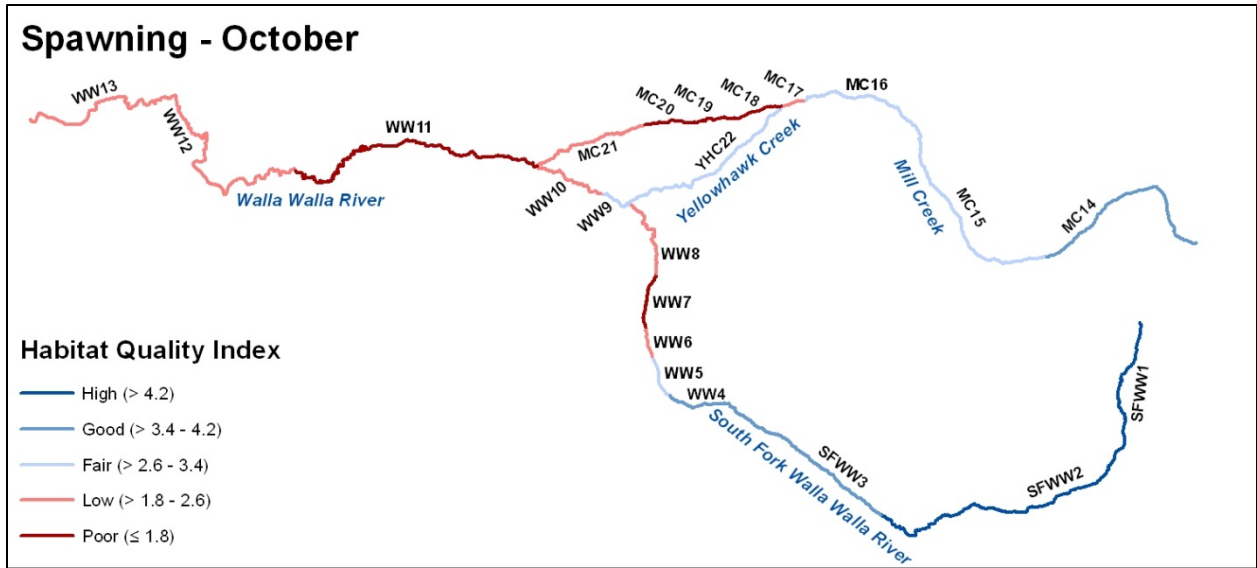 Spawning - October
WW13
WW12
Walla Walla River
WW11
MC21
MC20
MC19
MC18
MC17
MC16
YHC22
Yellowhawk Creek
Mill Creek
MC15
MC14
WW10
WW9
WW8
WW7
WW6
WW5
WW4
South Fork Walla Walla River
SFWW3
SFWW2
SFWW1
Habitat Quality Index
High (> 4.2)
Good (> 3.4 - 4.2)
Fair (> 2.6 - 3.4)
Low (> 1.8 - 2.6)
Poor (≤ 1.8)